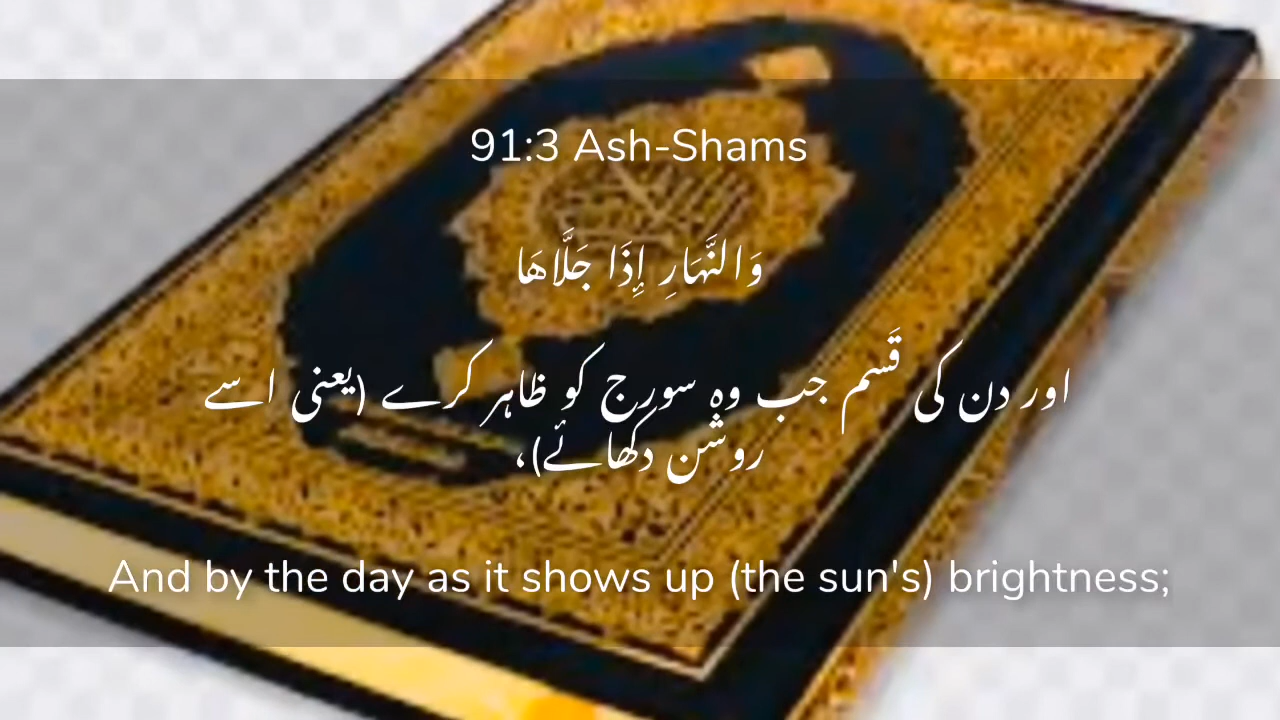 91:3 Ash-Shams
وَالنَّهَارِ إِذَا جَلَّاهَا
اور دن کی قَسم جب وہ سورج کو ظاہر کرے (یعنی اسے
روشن دکھائے)،
And by the day as it shows up (the sun's) brightness;